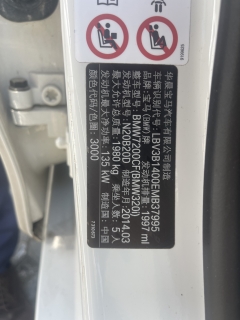 华晨宝马汽车有限公司制造
车辆识别代号: LBV3B1400EMB37995
品牌: 宝马(BMW)牌 发动机排量: 1997 ml
整车型号: BMW7200CF(BMW320i)
发动机型号: N20B20D 制造年月: 2014.03
最大允许总质量: 1980 kg 乘坐人数: 5人
发动机最大净功率: 135 kW 制造国: 中国
颜色代码(色圈): 3000